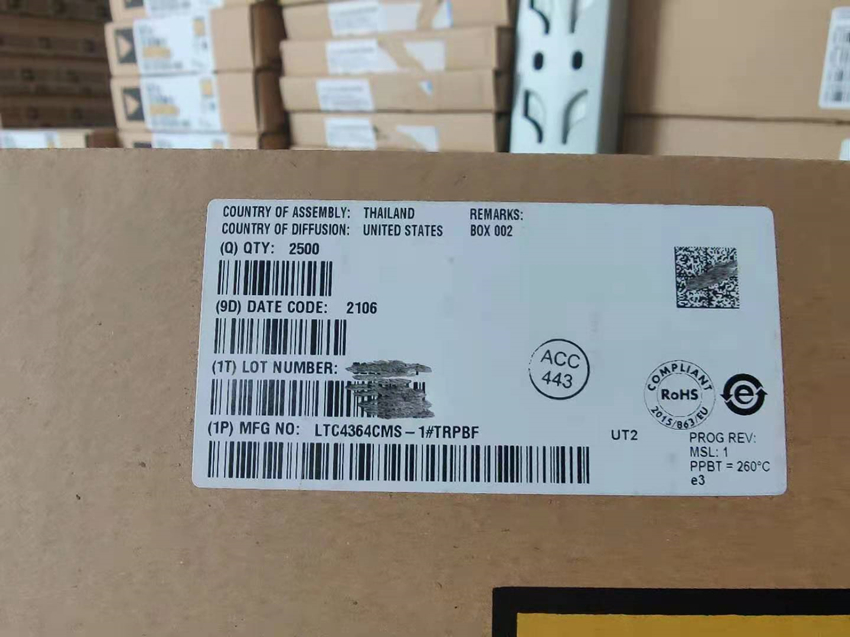 COUNTRY OF ASSEMBLY: THAILAND
COUNTRY OF DIFFUSION: UNITED STATES
REMARKS:
BOX 002
(Q) QTY: 2500
(9D) DATE CODE: 2106
(1T) LOT NUMBER:
(1P) MFG NO: LTC4364CMS-1#TRPBF
ACC
443
COMPLIANT
RoHS
2015/863/EU
e
UT2
PROG REV:
MSL: 1
PPBT = 260°C
e3